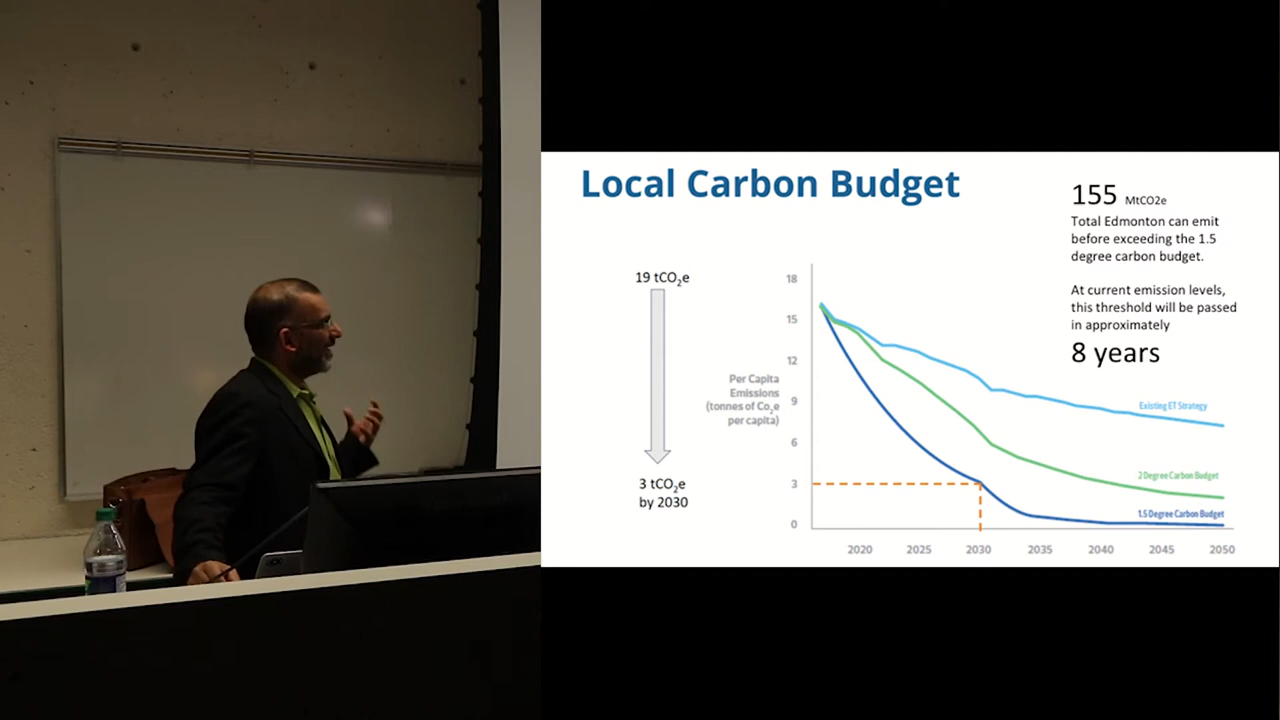 Local Carbon Budget
155 MtCO2e
Total Edmonton can emit
before exceeding the 1.5
degree carbon budget.
At current emission levels,
this threshold will be passed
in approximately
8 years
19 tCO₂e
3 tCO₂e
by 2030
Per Capita
Emissions
(tonnes of Co₂e
per capita)
18
15
12
9
6
3
0
Existing ET Strategy
2 Degree Carbon Budget
1.5 Degree Carbon Budget
2020 2025 2030 2035 2040 2045 2050